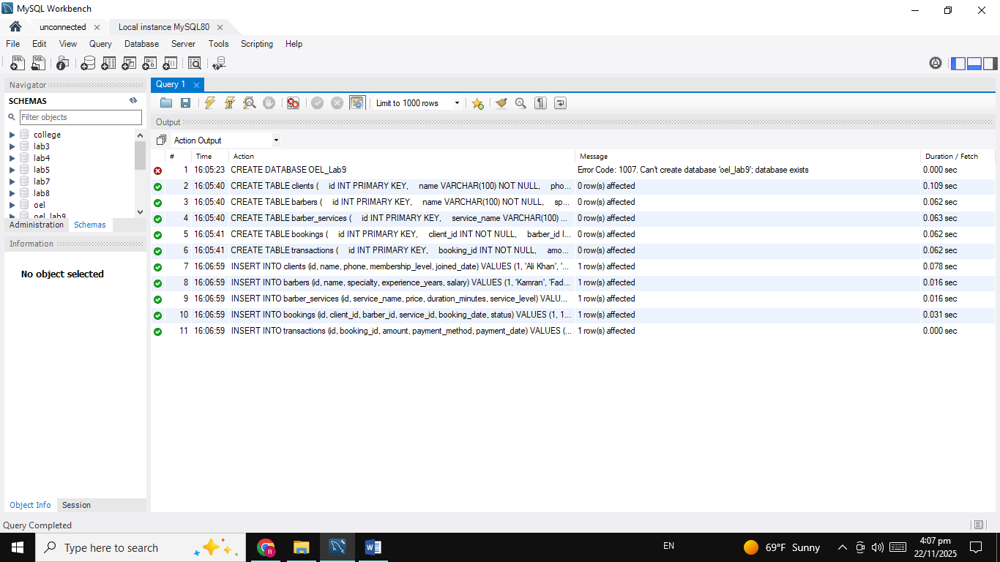 MySQL Workbench
unconnected
Local instance MySQL80
File Edit View Query Database Server Tools Scripting Help
Navigator
SCHEMAS
Filter objects
college
lab3
lab4
lab5
lab7
lab8
oel
oel_lab9
Administration Schemas
Information
No object selected
Object Info Session
Query 1
Limit to 1000 rows
Output
Action Output
# Time Action Message Duration / Fetch
1 16:05:23 CREATE DATABASE OEL_Lab9 Error Code: 1007. Can't create database 'oel_lab9'; database exists 0.000 sec
2 16:05:40 CREATE TABLE clients ( id INT PRIMARY KEY, name VARCHAR(100) NOT NULL, pho... 0 row(s) affected 0.109 sec
3 16:05:40 CREATE TABLE barbers ( id INT PRIMARY KEY, name VARCHAR(100) NOT NULL, sp... 0 row(s) affected 0.062 sec
4 16:05:40 CREATE TABLE barber_services ( id INT PRIMARY KEY, service_name VARCHAR(100) ... 0 row(s) affected 0.063 sec
5 16:05:41 CREATE TABLE bookings ( id INT PRIMARY KEY, client_id INT NOT NULL, barber_id I... 0 row(s) affected 0.062 sec
6 16:05:41 CREATE TABLE transactions ( id INT PRIMARY KEY, booking_id INT NOT NULL, amo... 0 row(s) affected 0.062 sec
7 16:06:59 INSERT INTO clients (id, name, phone, membership_level, joined_date) VALUES (1, 'Ali Khan', '... 1 row(s) affected 0.078 sec
8 16:06:59 INSERT INTO barbers (id, name, specialty, experience_years, salary) VALUES (1, 'Kamran', 'Fad... 1 row(s) affected 0.016 sec
9 16:06:59 INSERT INTO barber_services (id, service_name, price, duration_minutes, service_level) VALU... 1 row(s) affected 0.016 sec
10 16:06:59 INSERT INTO bookings (id, client_id, barber_id, service_id, booking_date, status) VALUES (1, 1... 1 row(s) affected 0.031 sec
11 16:06:59 INSERT INTO transactions (id, booking_id, amount, payment_method, payment_date) VALUES (... 1 row(s) affected 0.000 sec
Query Completed
Type here to search
EN
69°F Sunny
4:07 pm
22/11/2025